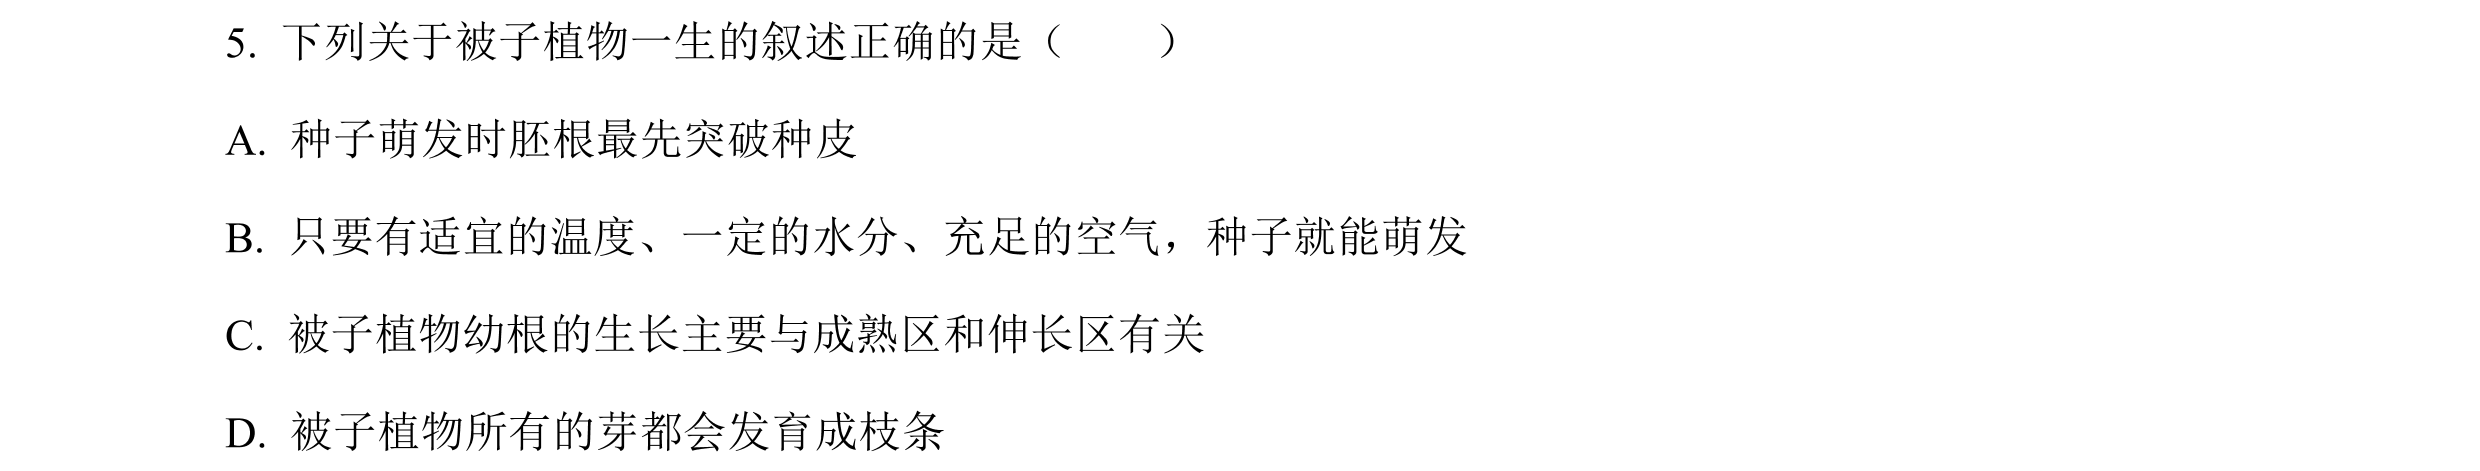 5. 下列关于被子植物一生的叙述正确的是（　　）
A. 种子萌发时胚根最先突破种皮
B. 只要有适宜的温度、一定的水分、充足的空气，种子就能萌发
C. 被子植物幼根的生长主要与成熟区和伸长区有关
D. 被子植物所有的芽都会发育成枝条